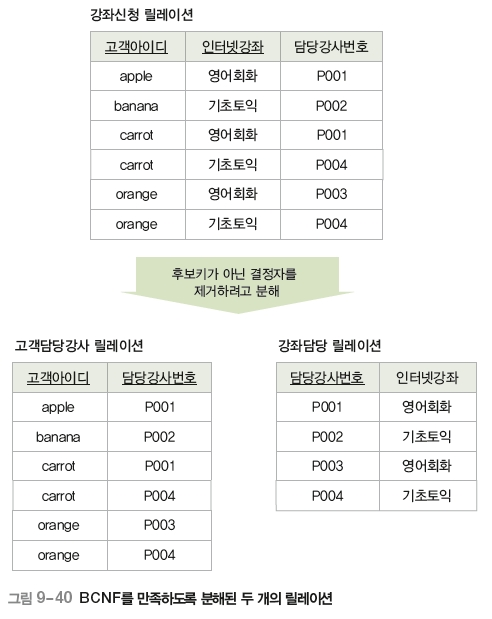 강좌신청 릴레이션
고객아이디 인터넷강좌 담당강사번호
apple 영어회화 P001
banana 기초토익 P002
carrot 영어회화 P001
carrot 기초토익 P004
orange 영어회화 P003
orange 기초토익 P004
후보키가 아닌 결정자를
제거하려고 분해
고객담당강사 릴레이션
고객아이디 담당강사번호
apple P001
banana P002
carrot P001
carrot P004
orange P003
orange P004
강좌담당 릴레이션
담당강사번호 인터넷강좌
P001 영어회화
P002 기초토익
P003 영어회화
P004 기초토익
그림 9-40 BCNF를 만족하도록 분해된 두 개의 릴레이션